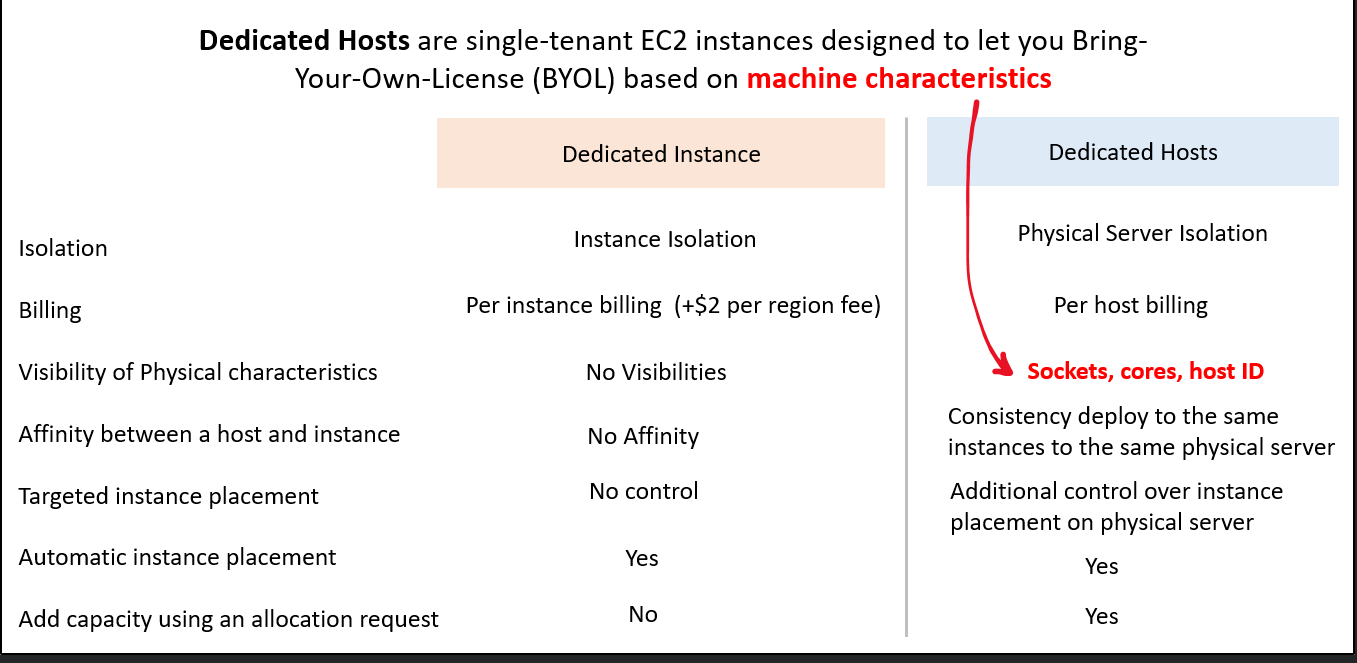 Dedicated Hosts are single-tenant EC2 instances designed to let you Bring-
Your-Own-License (BYOL) based on machine characteristics
Dedicated Instance
Dedicated Hosts
Isolation
Instance Isolation
Physical Server Isolation
Billing
Per instance billing (+$2 per region fee)
Per host billing
Visibility of Physical characteristics
No Visibilities
Sockets, cores, host ID
Affinity between a host and instance
No Affinity
Consistency deploy to the same
instances to the same physical server
Targeted instance placement
No control
Additional control over instance
placement on physical server
Automatic instance placement
Yes
Yes
Add capacity using an allocation request
No
Yes